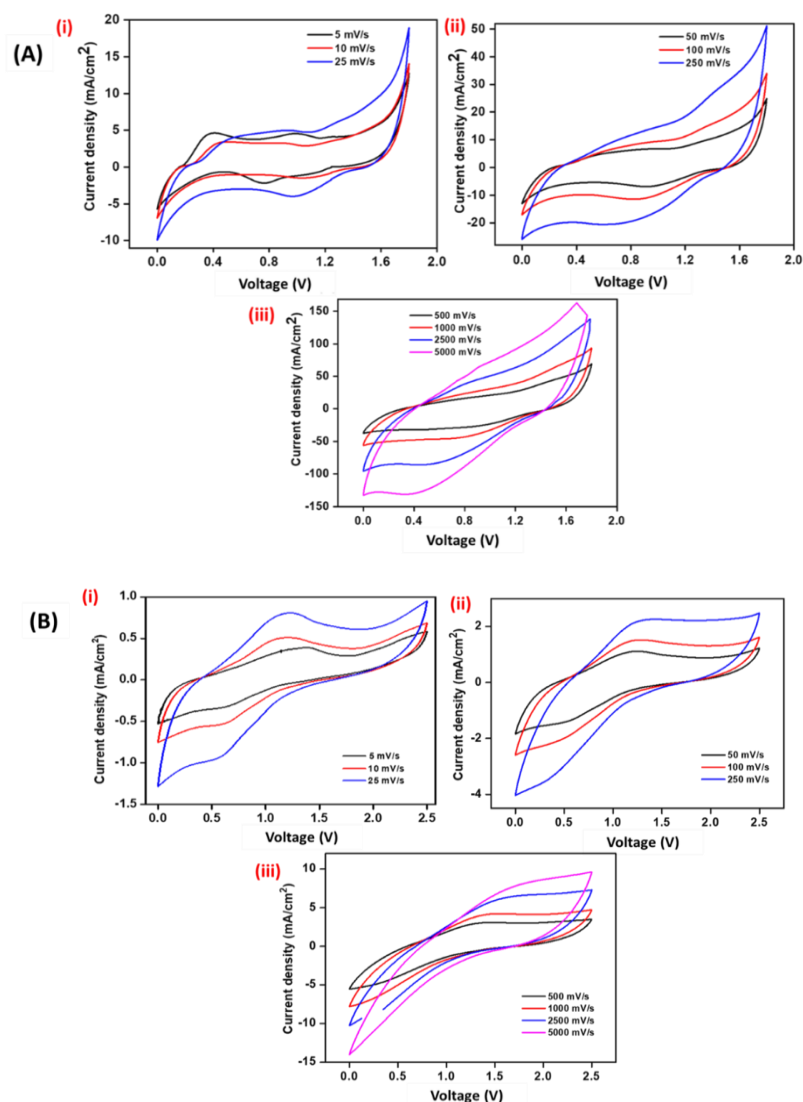 (A)
(i)
Current density (mA/cm²)
20
15
10
5
0
-5
-10
5 mV/s
10 mV/s
25 mV/s
0.0 0.4 0.8 1.2 1.6 2.0
Voltage (V)
(ii)
Current density (mA/cm²)
50
40
30
20
10
0
-10
-20
50 mV/s
100 mV/s
250 mV/s
0.0 0.4 0.8 1.2 1.6 2.0
Voltage (V)
(iii)
Current density (mA/cm²)
150
100
50
0
-50
-100
-150
500 mV/s
1000 mV/s
2500 mV/s
5000 mV/s
0.0 0.4 0.8 1.2 1.6 2.0
Voltage (V)
(B)
(i)
Current density (mA/cm²)
1.0
0.5
0.0
-0.5
-1.0
-1.5
5 mV/s
10 mV/s
25 mV/s
0.0 0.5 1.0 1.5 2.0 2.5
Voltage (V)
(ii)
Current density (mA/cm²)
2
0
-2
-4
50 mV/s
100 mV/s
250 mV/s
0.0 0.5 1.0 1.5 2.0 2.5
Voltage (V)
(iii)
Current density (mA/cm²)
10
5
0
-5
-10
-15
500 mV/s
1000 mV/s
2500 mV/s
5000 mV/s
0.0 0.5 1.0 1.5 2.0 2.5
Voltage (V)